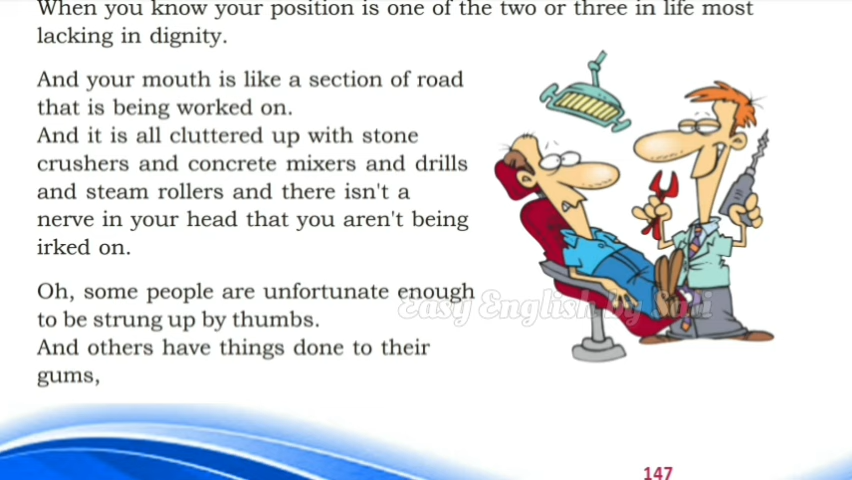 When you know your position is one of the two or three in life most
lacking in dignity.
And your mouth is like a section of road
that is being worked on.
And it is all cluttered up with stone
crushers and concrete mixers and drills
and steam rollers and there isn't a
nerve in your head that you aren't being
irked on.
Oh, some people are unfortunate enough
to be strung up by thumbs.
And others have things done to their
gums,
Easy English by
147